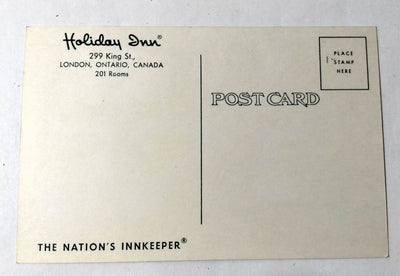 Holiday Inn®
299 King St.,
LONDON, ONTARIO, CANADA
201 Rooms
PLACE
STAMP
HERE
POST CARD
THE NATION'S INNKEEPER®